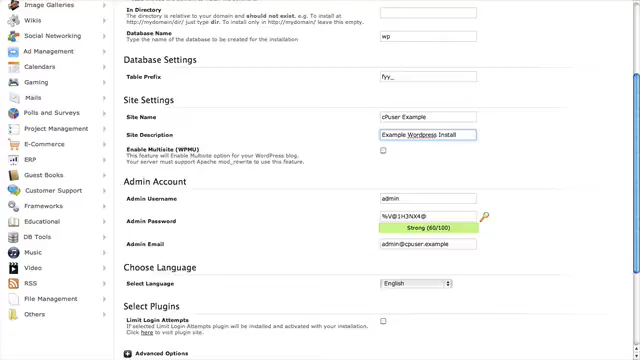 Image Galleries
Wikis
Social Networking
Ad Management
Calendars
Gaming
Mails
Polls and Surveys
Project Management
E-Commerce
ERP
Guest Books
Customer Support
Frameworks
Educational
DB Tools
Music
Video
RSS
File Management
Others
In Directory
The directory is relative to your domain and should not exist. e.g. To install at
http://mydomain/dir/ just type dir. To install only in http://mydomain/ leave this empty.
Database Name
Type the name of the database to be created for the installation
wp
Database Settings
Table Prefix
fyy_
Site Settings
Site Name
cPuser Example
Site Description
Example Wordpress Install
Enable Multisite (WPMU)
This feature will Enable Multisite option for your WordPress blog.
Your server must support Apache mod_rewrite to use this feature.
Admin Account
Admin Username
admin
Admin Password
%V@1H3NX4@
Strong (60/100)
Admin Email
admin@cpuser.example
Choose Language
Select Language
English
Select Plugins
Limit Login Attempts
If selected Limit Login Attempts plugin will be installed and activated with your installation.
Click here to visit plugin site.
Advanced Options